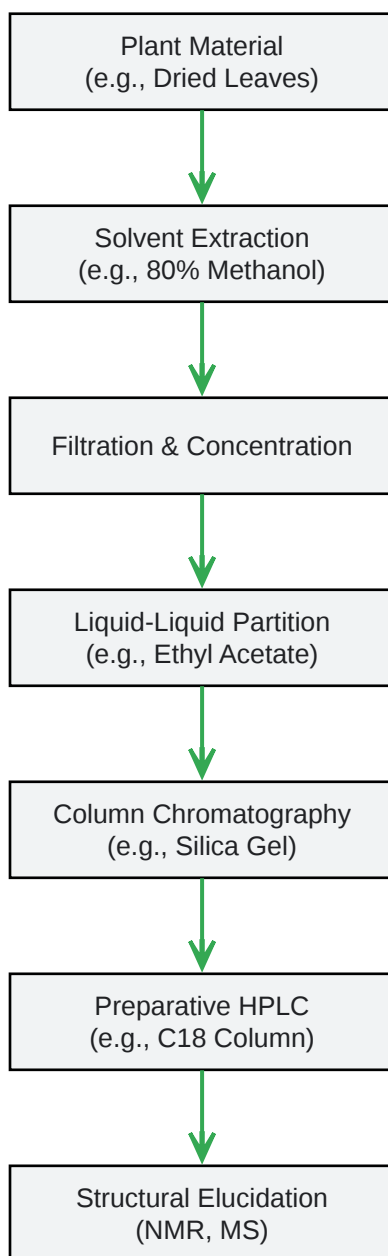 Plant Material
(e.g., Dried Leaves)
Solvent Extraction
(e.g., 80% Methanol)
Filtration & Concentration
Liquid-Liquid Partition
(e.g., Ethyl Acetate)
Column Chromatography
(e.g., Silica Gel)
Preparative HPLC
(e.g., C18 Column)
Structural Elucidation
(NMR, MS)